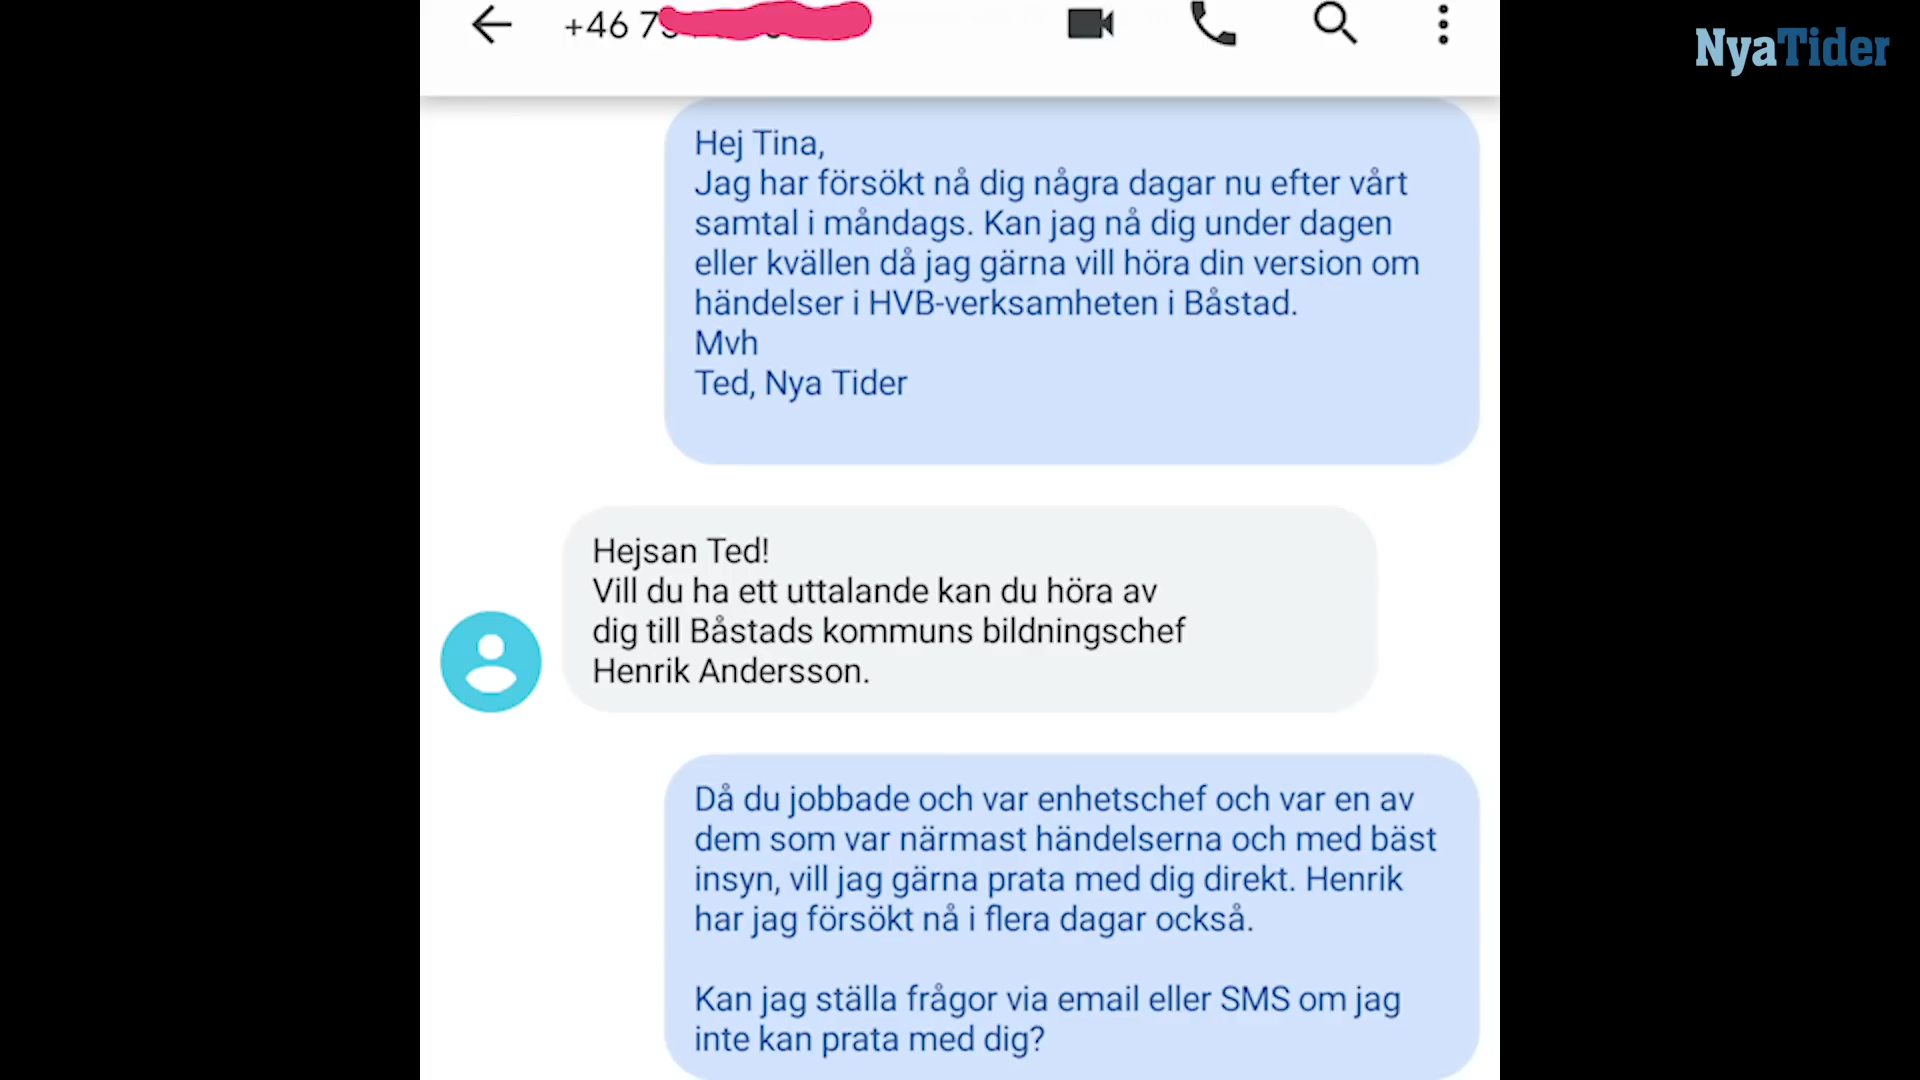 +46 7
NyaTider
Hej Tina,
Jag har försökt nå dig några dagar nu efter vårt
samtal i måndags. Kan jag nå dig under dagen
eller kvällen då jag gärna vill höra din version om
händelser i HVB-verksamheten i Båstad.
Mvh
Ted, Nya Tider
Hejsan Ted!
Vill du ha ett uttalande kan du höra av
dig till Båstads kommuns bildningschef
Henrik Andersson.
Då du jobbade och var enhetschef och var en av
dem som var närmast händelserna och med bäst
insyn, vill jag gärna prata med dig direkt. Henrik
har jag försökt nå i flera dagar också.
Kan jag ställa frågor via email eller SMS om jag
inte kan prata med dig?